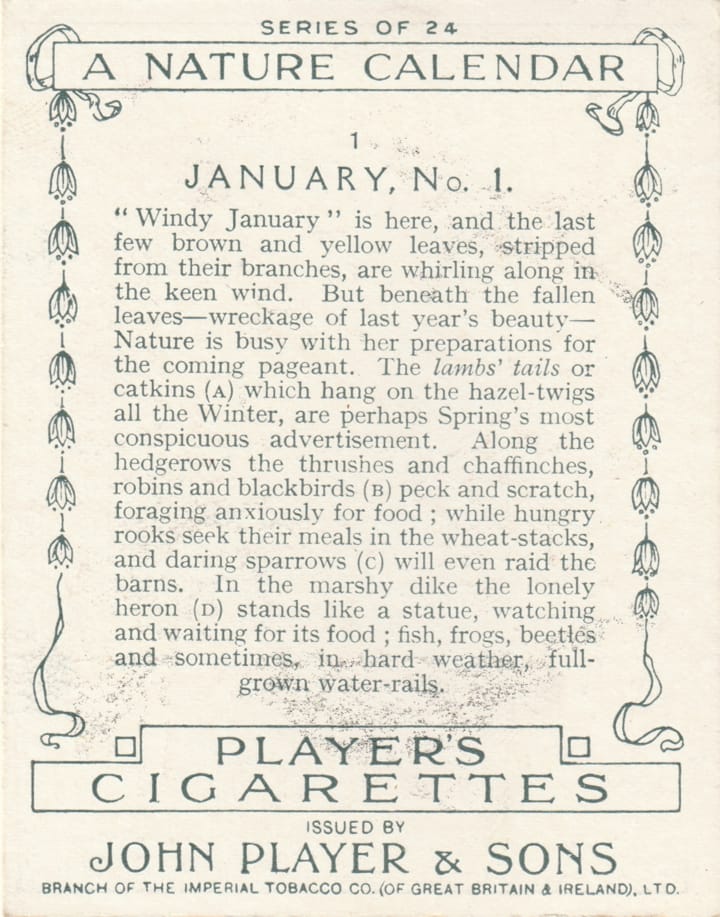 SERIES OF 24
A NATURE CALENDAR
1
JANUARY, No. 1.
“ Windy January ” is here, and the last
few brown and yellow leaves, stripped
from their branches, are whirling along in
the keen wind. But beneath the fallen
leaves—wreckage of last year's beauty—
Nature is busy with her preparations for
the coming pageant. The lambs' tails or
catkins (A) which hang on the hazel-twigs
all the Winter, are perhaps Spring's most
conspicuous advertisement. Along the
hedgerows the thrushes and chaffinches,
robins and blackbirds (B) peck and scratch,
foraging anxiously for food ; while hungry
rooks seek their meals in the wheat-stacks,
and daring sparrows (C) will even raid the
barns. In the marshy dike the lonely
heron (D) stands like a statue, watching
and waiting for its food ; fish, frogs, beetles
and sometimes, in hard weather, full-
grown water-rails.
PLAYER'S
CIGARETTES
ISSUED BY
JOHN PLAYER & SONS
BRANCH OF THE IMPERIAL TOBACCO CO. (OF GREAT BRITAIN & IRELAND), LTD.